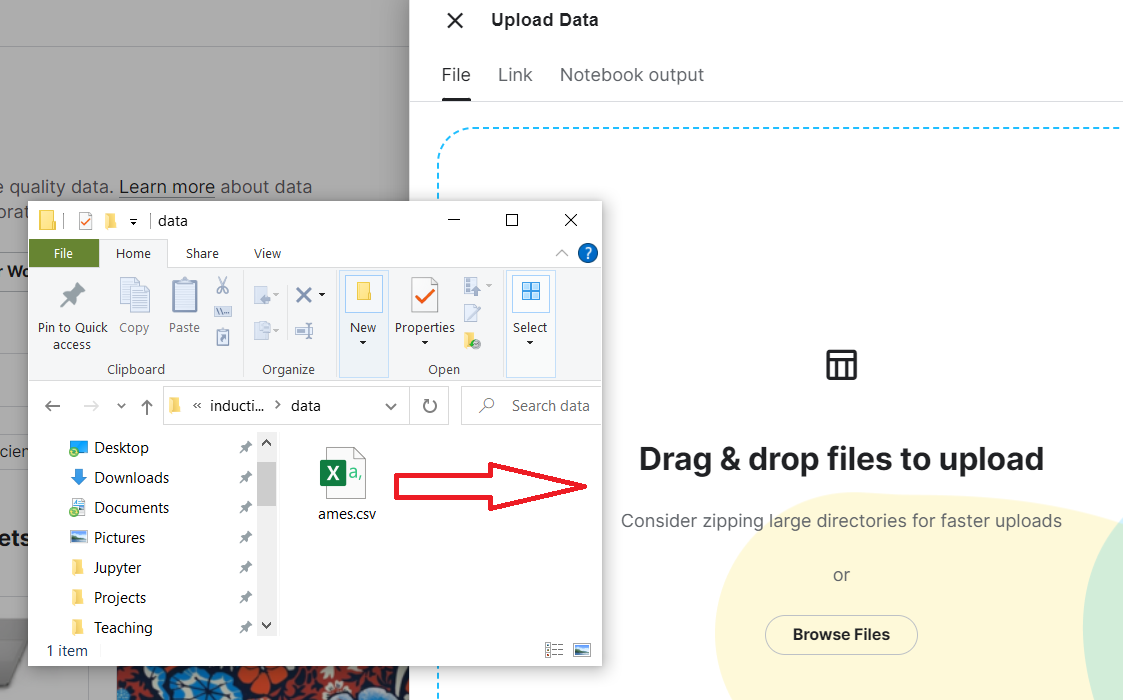 Upload Data
File Link Notebook output
e quality data. Learn more about data
orat
r Wo
cien
ets
data
File Home Share View
?
Pin to Quick access
Copy
Paste
Clipboard
Organize
New
Properties
Open
Select
« inducti... > data
Search data
Desktop
Downloads
Documents
Pictures
Jupyter
Projects
Teaching
X a,
ames.csv
1 item
Drag & drop files to upload
Consider zipping large directories for faster uploads
or
Browse Files